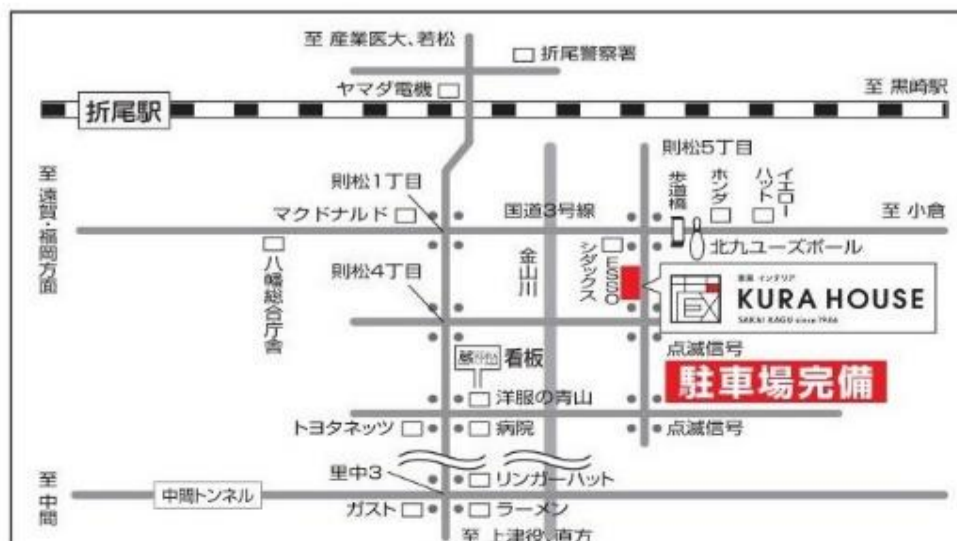 至 産業医大、若松
折尾警察署
ヤマダ電機
至 黒崎駅
折尾駅
則松5丁目
至 遠賀・福岡方面
則松1丁目
歩道橋
ホンダ
イエロー
ハット
マクドナルド
国道3号線
至 小倉
八幡総合庁舎
金山川
シダックス
ESSO
北九ユーズボール
則松4丁目
EX
家具 インテリア
KURA HOUSE
SAKAI KAGU since 1946
看板
点滅信号
駐車場完備
洋服の青山
トヨタネッツ
病院
点滅信号
里中3
リンガーハット
至 中間
中間トンネル
ガスト
ラーメン
至 上津役、直方